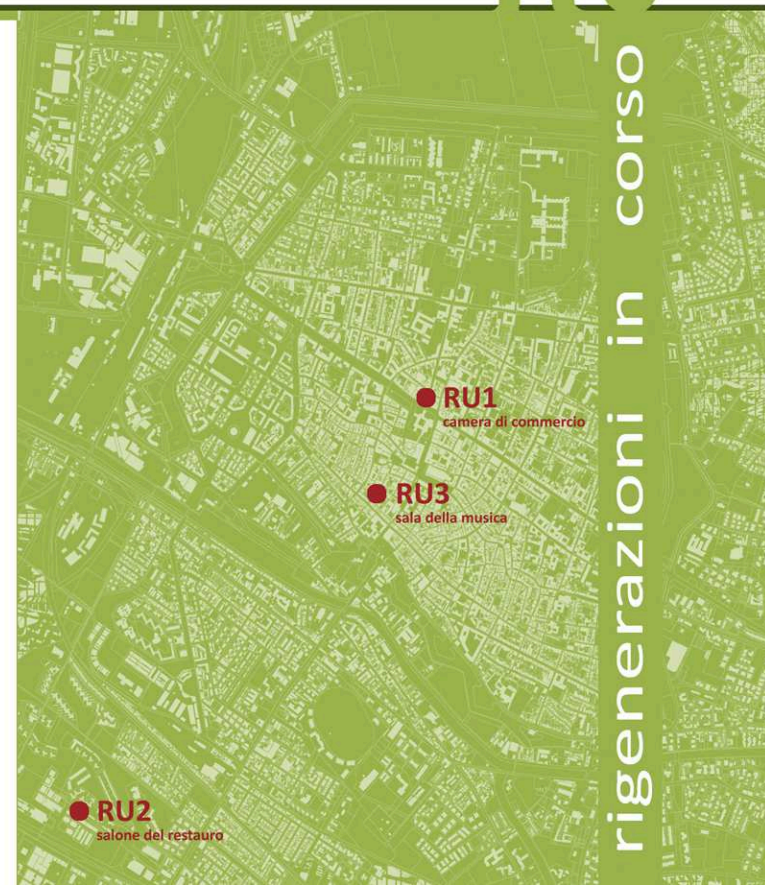 RU1
camera di commercio
RU3
sala della musica
RU2
salone del restauro
rigenerazioni in corso